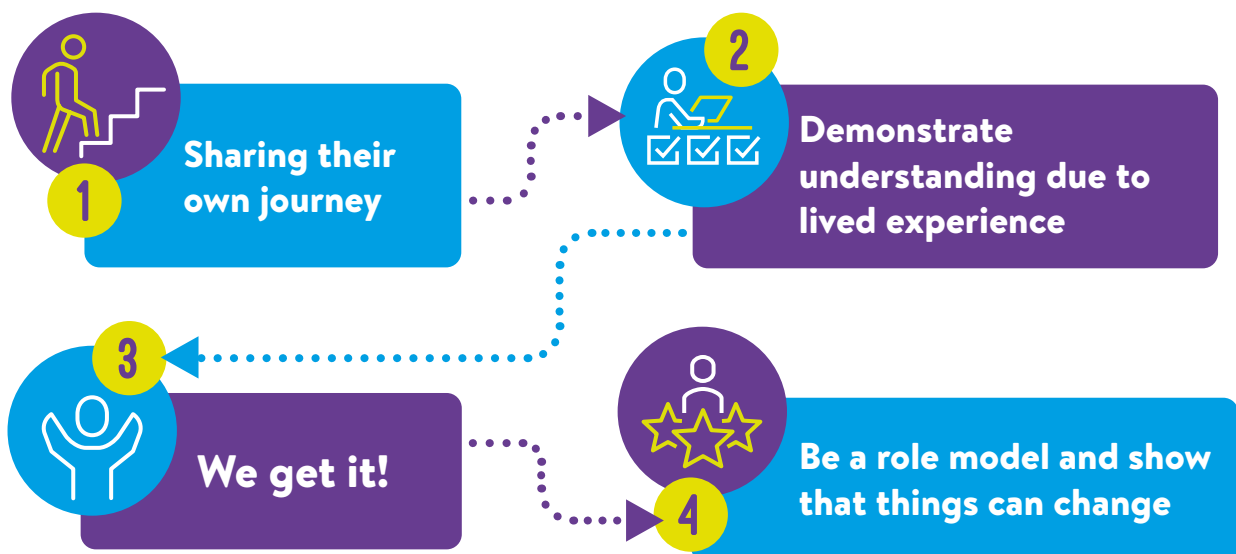 1
Sharing their
own journey
2
Demonstrate
understanding due to
lived experience
3
We get it!
4
Be a role model and show
that things can change